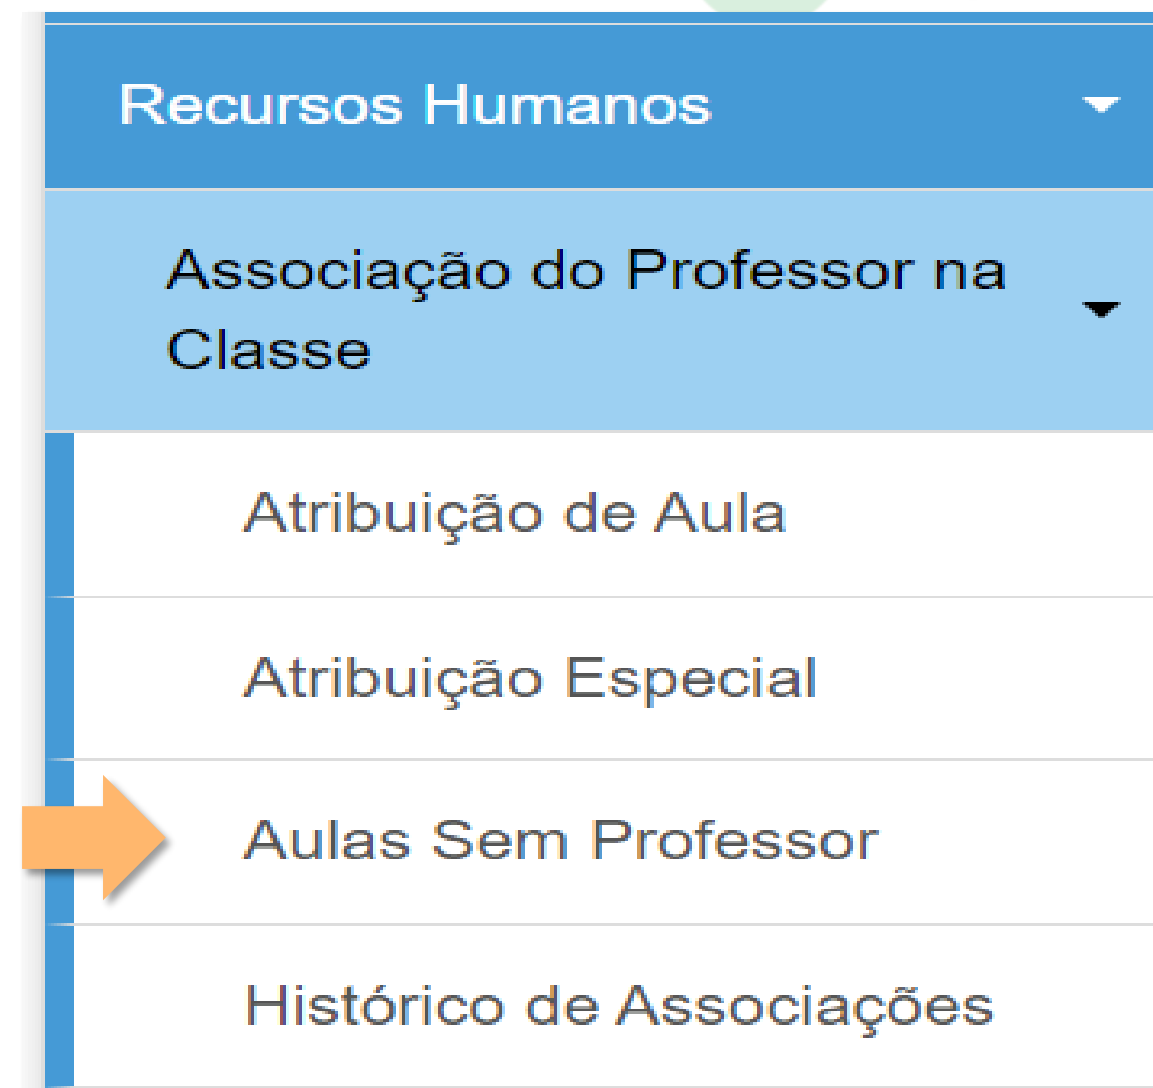 Recursos Humanos
Associação do Professor na
Classe
Atribuição de Aula
Atribuição Especial
Aulas Sem Professor
Histórico de Associações